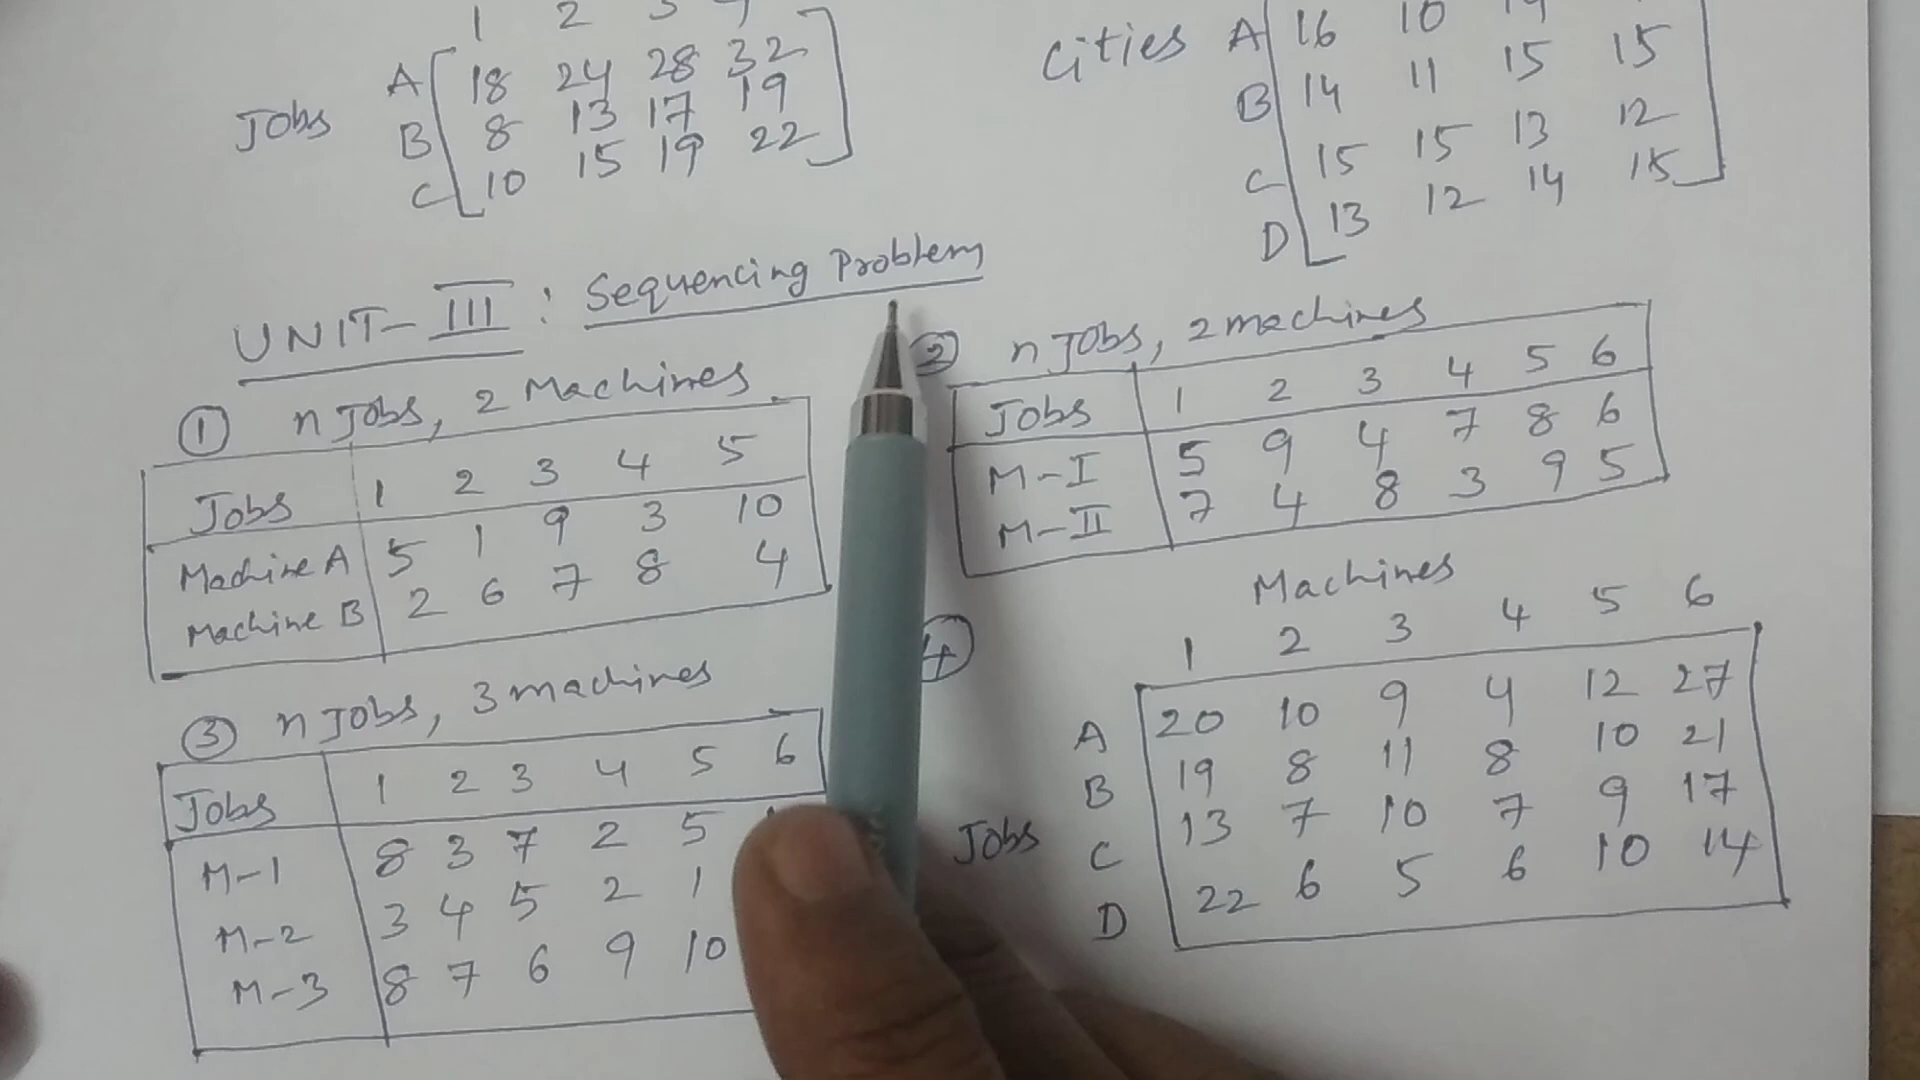 1 2 3 4
Jobs
A 18 24 28 32
B 8 13 17 19
C 10 15 19 22
Cities
A 16 10 14
B 14 11 15 15
C 15 15 13 12
D 13 12 14 15
UNIT-III : Sequencing Problem
① n Jobs, 2 Machines
Jobs 1 2 3 4 5
Machine A 5 1 9 3 10
Machine B 2 6 7 8 4
② n Jobs, 2 machines
Jobs 1 2 3 4 5 6
M-I 5 9 4 7 8 6
M-II 7 4 8 3 9 5
③ n Jobs, 3 machines
Jobs 1 2 3 4 5 6
M-1 8 3 7 2 5
M-2 3 4 5 2 1
M-3 8 7 6 9 10
④ Machines
1 2 3 4 5 6
Jobs
A 20 10 9 4 12 27
B 19 8 11 8 10 21
C 13 7 10 7 9 17
D 22 6 5 6 10 14